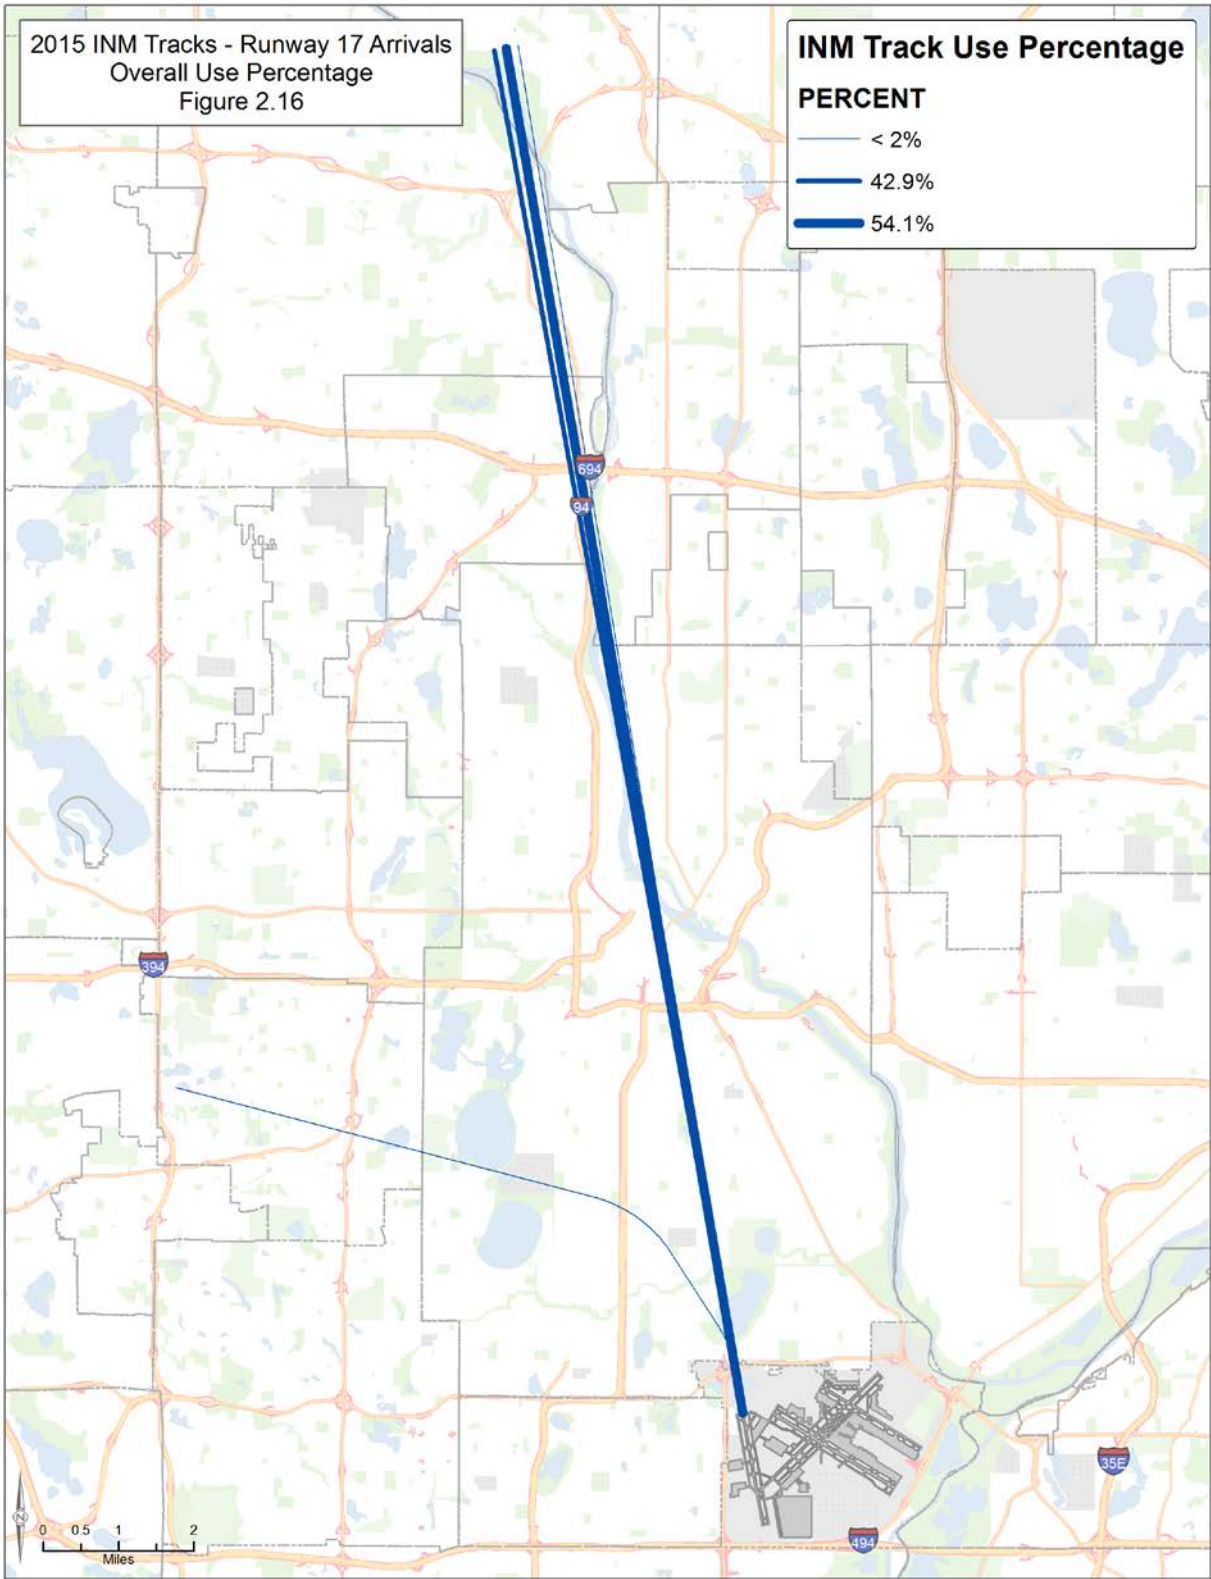 2015 INM Tracks - Runway 17 Arrivals
Overall Use Percentage
Figure 2.16
INM Track Use Percentage
PERCENT
< 2%
42.9%
54.1%
694
94
394
35E
494
N
0 0.5 1 2
Miles